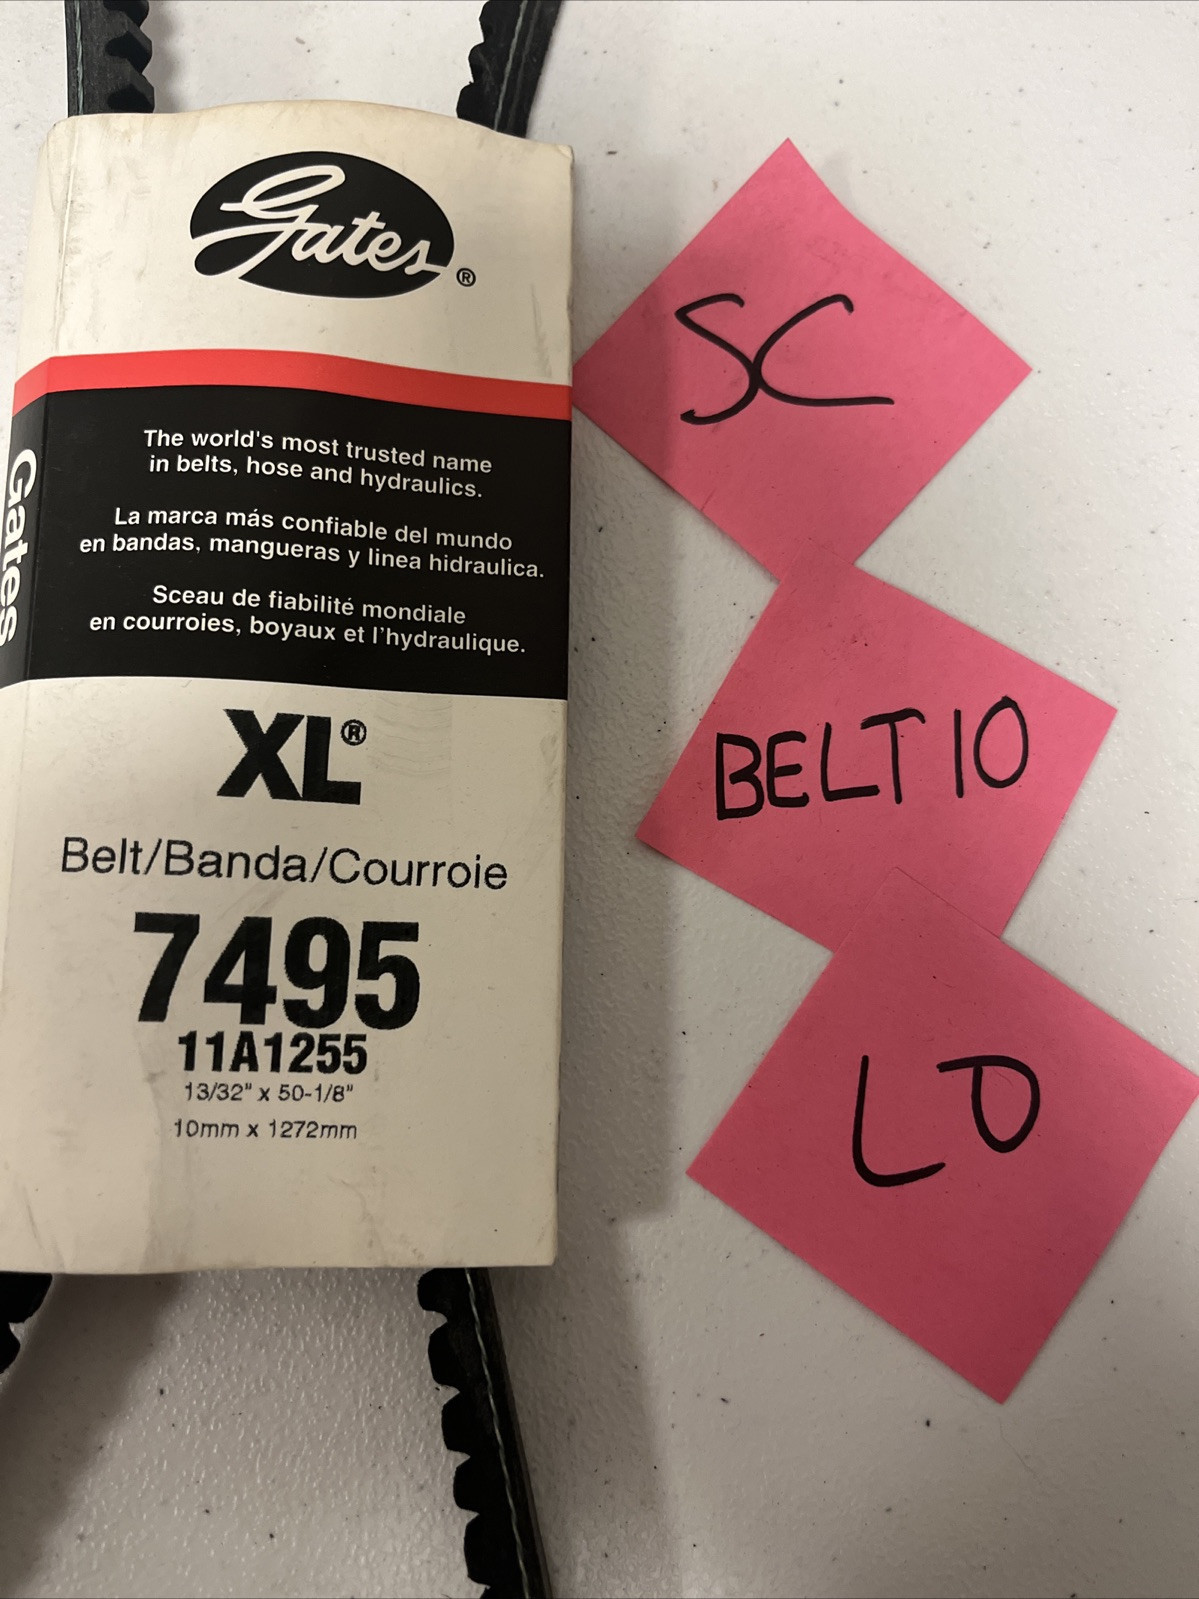 Gates®
The world's most trusted name
in belts, hose and hydraulics.
La marca más confiable del mundo
en bandas, mangueras y linea hidraulica.
Sceau de fiabilité mondiale
en courroies, boyaux et l'hydraulique.
Gates
XL®
Belt/Banda/Courroie
7495
11A1255
13/32" x 50-1/8"
10mm x 1272mm
SC
BELT 10
LD